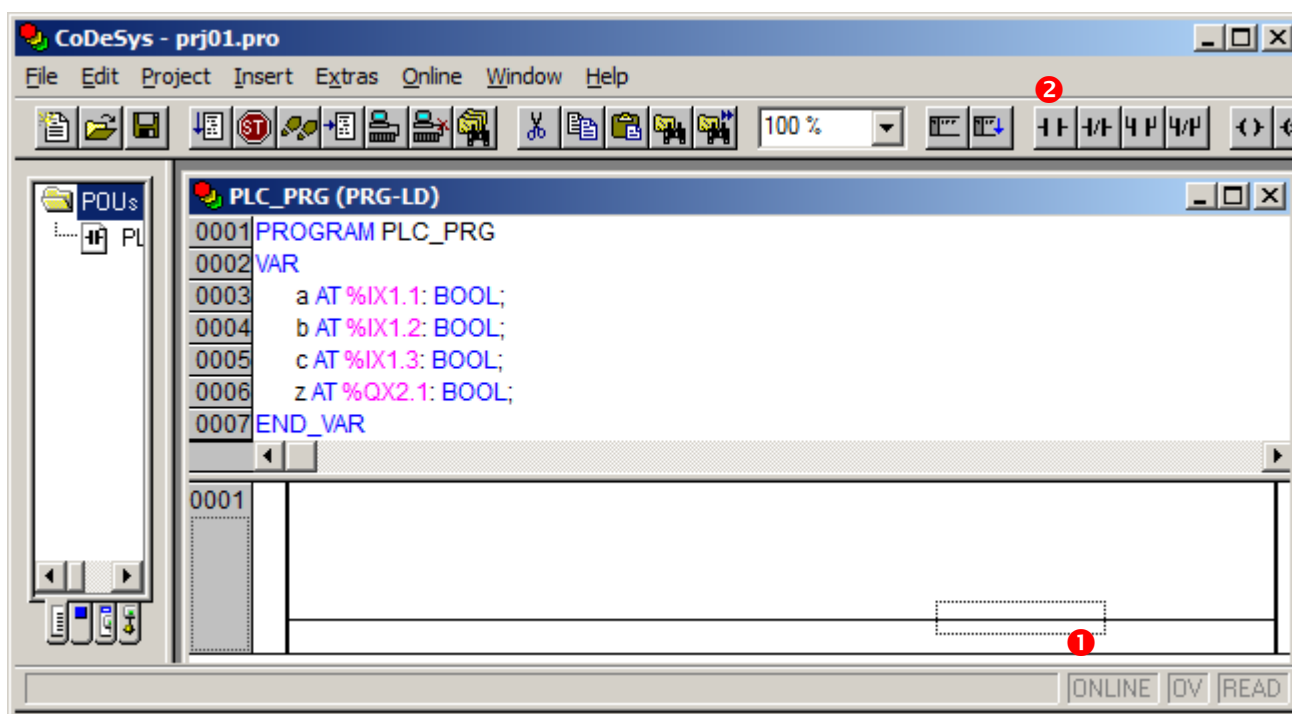 CoDeSys - prj01.pro
File Edit Project Insert Extras Online Window Help
2
ST
100 %
POUs
PL
PLC_PRG (PRG-LD)
0001 PROGRAM PLC_PRG
0002 VAR
0003 a AT %IX1.1: BOOL;
0004 b AT %IX1.2: BOOL;
0005 c AT %IX1.3: BOOL;
0006 z AT %QX2.1: BOOL;
0007 END_VAR
0001
1
ONLINE OV READ